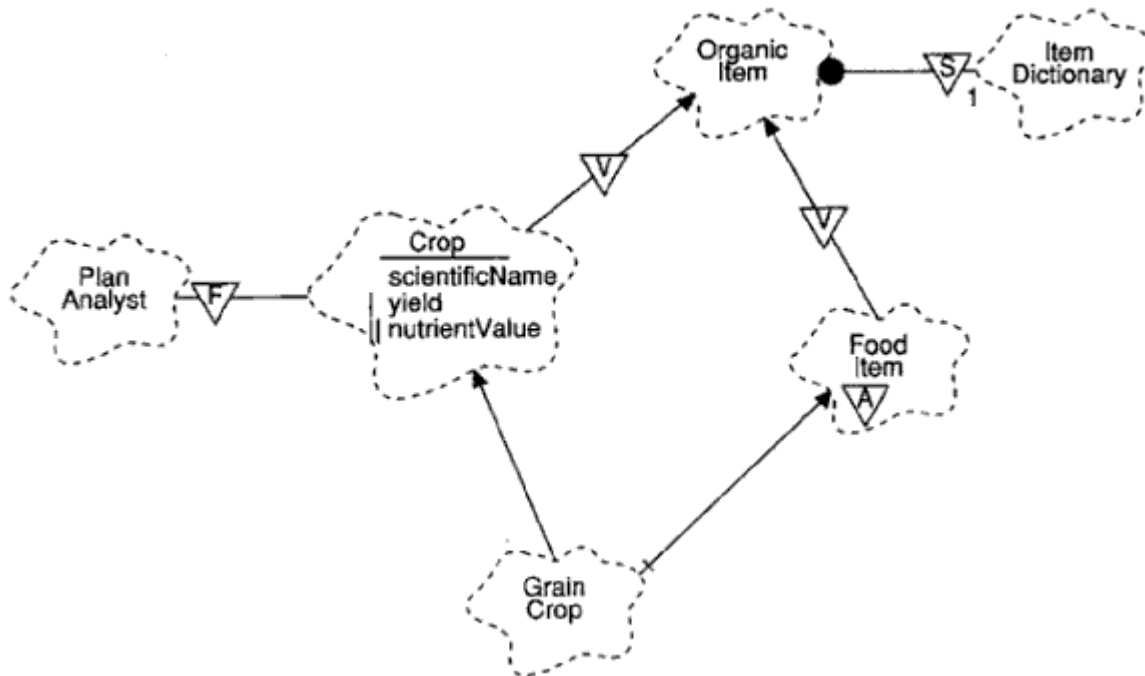 Organic
Item
S
1
Item
Dictionary
V
V
Crop
scientificName
yield
nutrientValue
Plan
Analyst
F
Food
Item
A
Grain
Crop